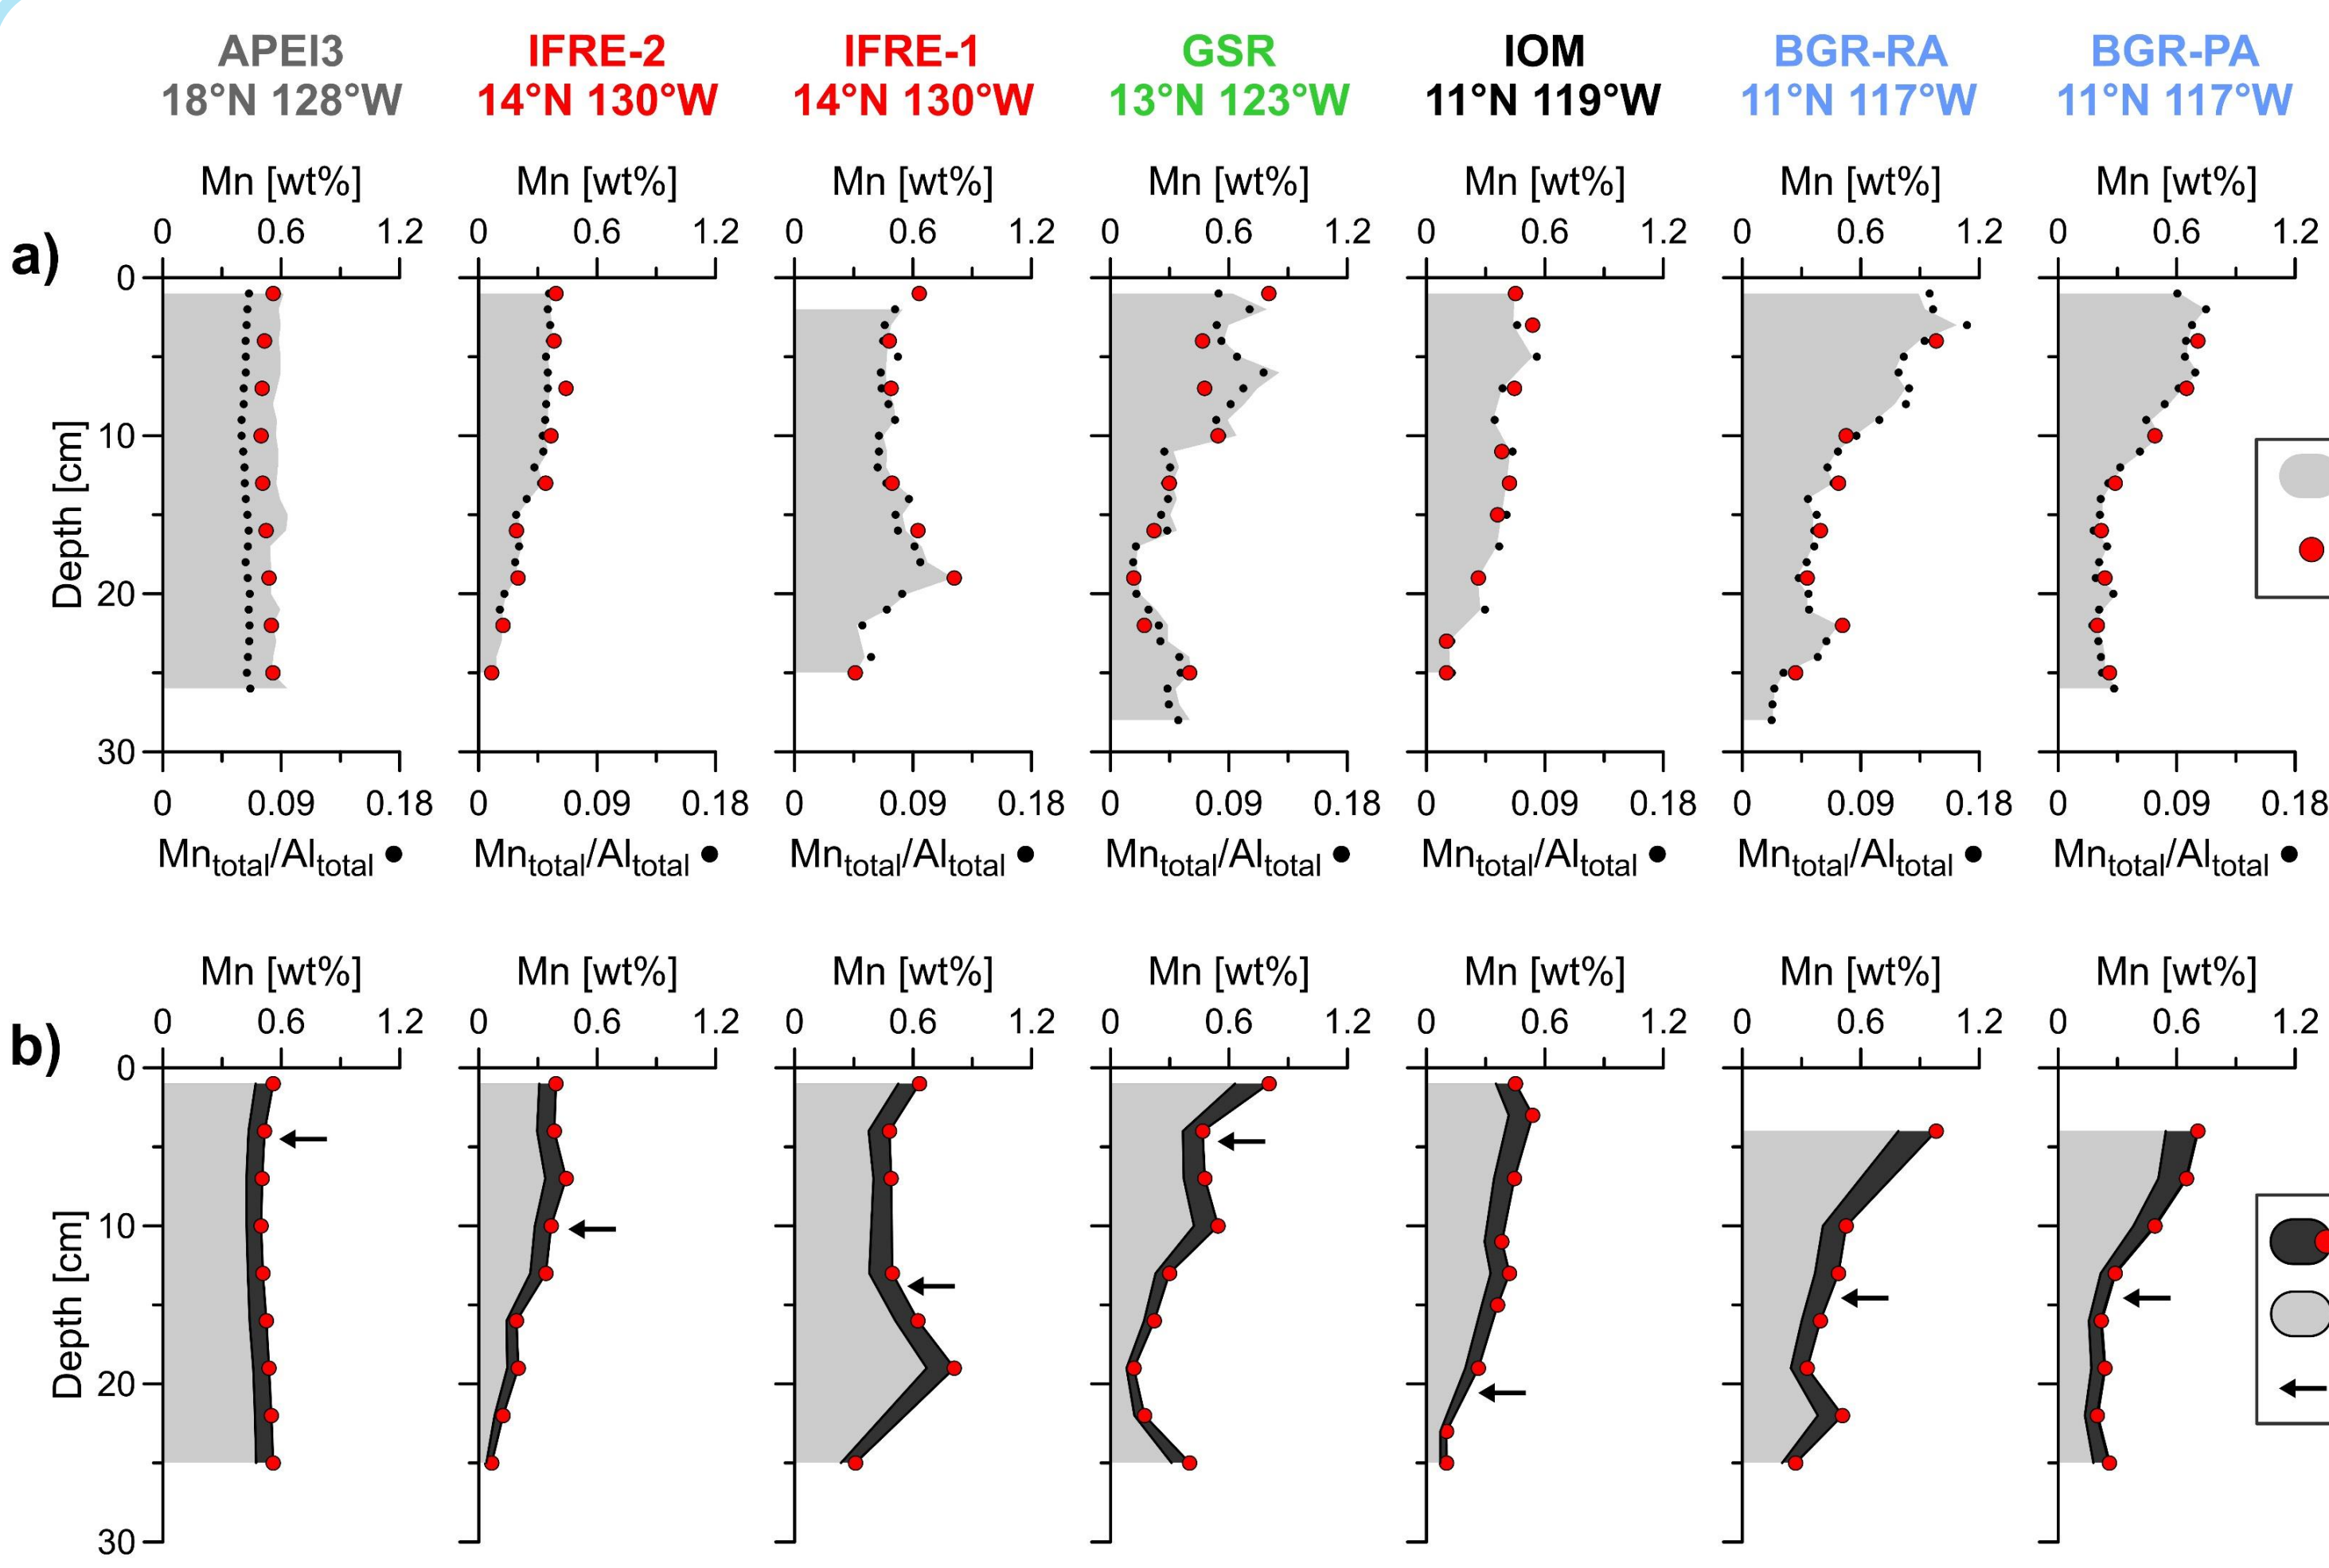 APEI3 IFRE-2 IFRE-1 GSR IOM BGR-RA BGR-PA
18°N 128°W 14°N 130°W 14°N 130°W 13°N 123°W 11°N 119°W 11°N 117°W 11°N 117°W
Mn [wt%] Mn [wt%] Mn [wt%] Mn [wt%] Mn [wt%] Mn [wt%] Mn [wt%]
0 0.6 1.2 0 0.6 1.2 0 0.6 1.2 0 0.6 1.2 0 0.6 1.2 0 0.6 1.2 0 0.6 1.2
a)
0
10
Depth [cm]
20
30
0 0.09 0.18 0 0.09 0.18 0 0.09 0.18 0 0.09 0.18 0 0.09 0.18 0 0.09 0.18 0 0.09 0.18
Mntotal/Altotal Mntotal/Altotal Mntotal/Altotal Mntotal/Altotal Mntotal/Altotal Mntotal/Altotal Mntotal/Altotal
Mn [wt%] Mn [wt%] Mn [wt%] Mn [wt%] Mn [wt%] Mn [wt%] Mn [wt%]
0 0.6 1.2 0 0.6 1.2 0 0.6 1.2 0 0.6 1.2 0 0.6 1.2 0 0.6 1.2 0 0.6 1.2
b)
0
10
Depth [cm]
20
30